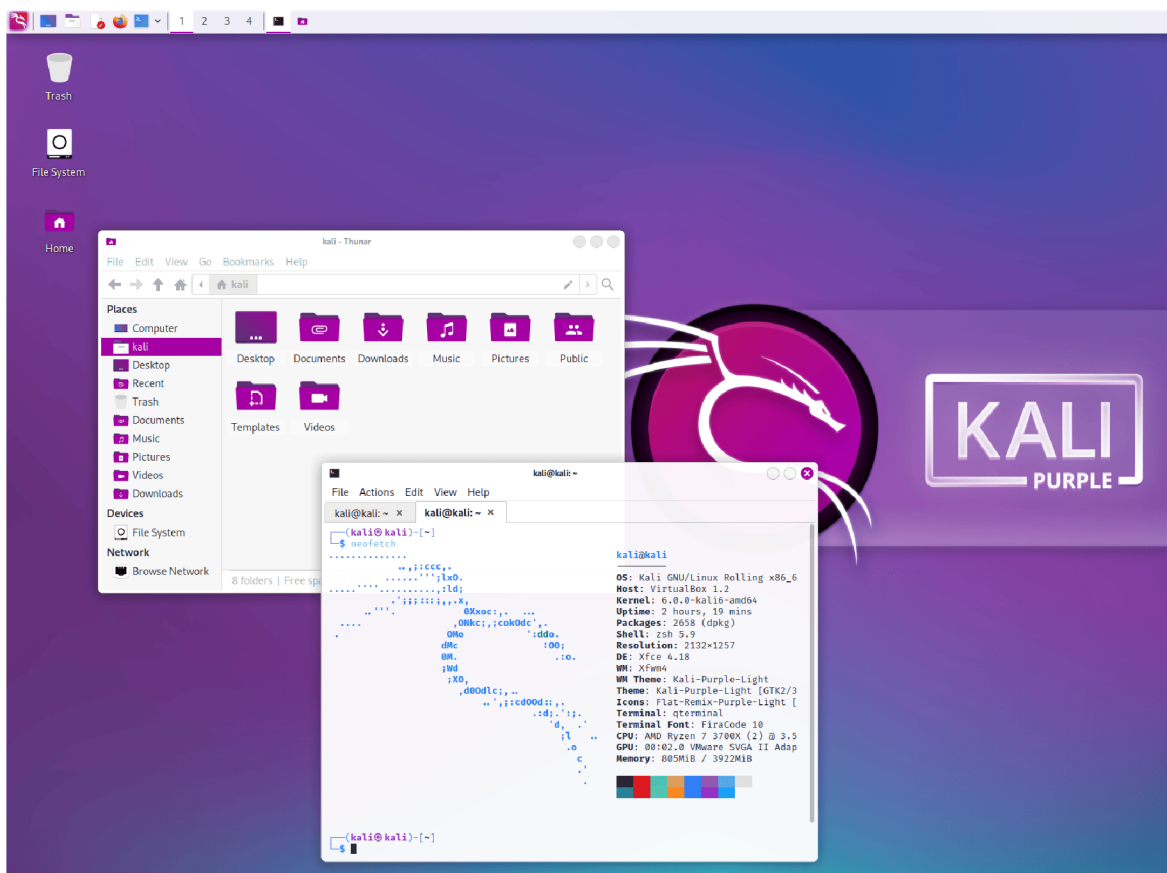 1 2 3 4
Trash
File System
Home
kali - Thunar
File Edit View Go Bookmarks Help
kali
Places
Computer
kali
Desktop
Recent
Trash
Documents
Music
Pictures
Videos
Downloads
Devices
File System
Network
Browse Network
Desktop Documents Downloads Music Pictures Public
Templates Videos
8 folders | Free
KALI
PURPLE
kali@kali: ~
File Actions Edit View Help
kali@kali: ~ × kali@kali: ~ ×
(kali㉿kali)-[~]
$ neofetch
kali@kali
OS: Kali GNU/Linux Rolling x86_6
Host: VirtualBox 1.2
Kernel: 6.0.0-kali6-amd64
Uptime: 2 hours, 19 mins
Packages: 2658 (dpkg)
Shell: zsh 5.9
Resolution: 2132×1257
DE: Xfce 4.18
WM: Xfwm4
WM Theme: Kali-Purple-Light
Theme: Kali-Purple-Light [GTK2/3
Icons: Flat-Remix-Purple-Light [
Terminal: qterminal
Terminal Font: FiraCode 10
CPU: AMD Ryzen 7 3700X (2) @ 3.5
GPU: 00:02.0 VMware SVGA II Adap
Memory: 805MiB / 3922MiB
(kali㉿kali)-[~]
$